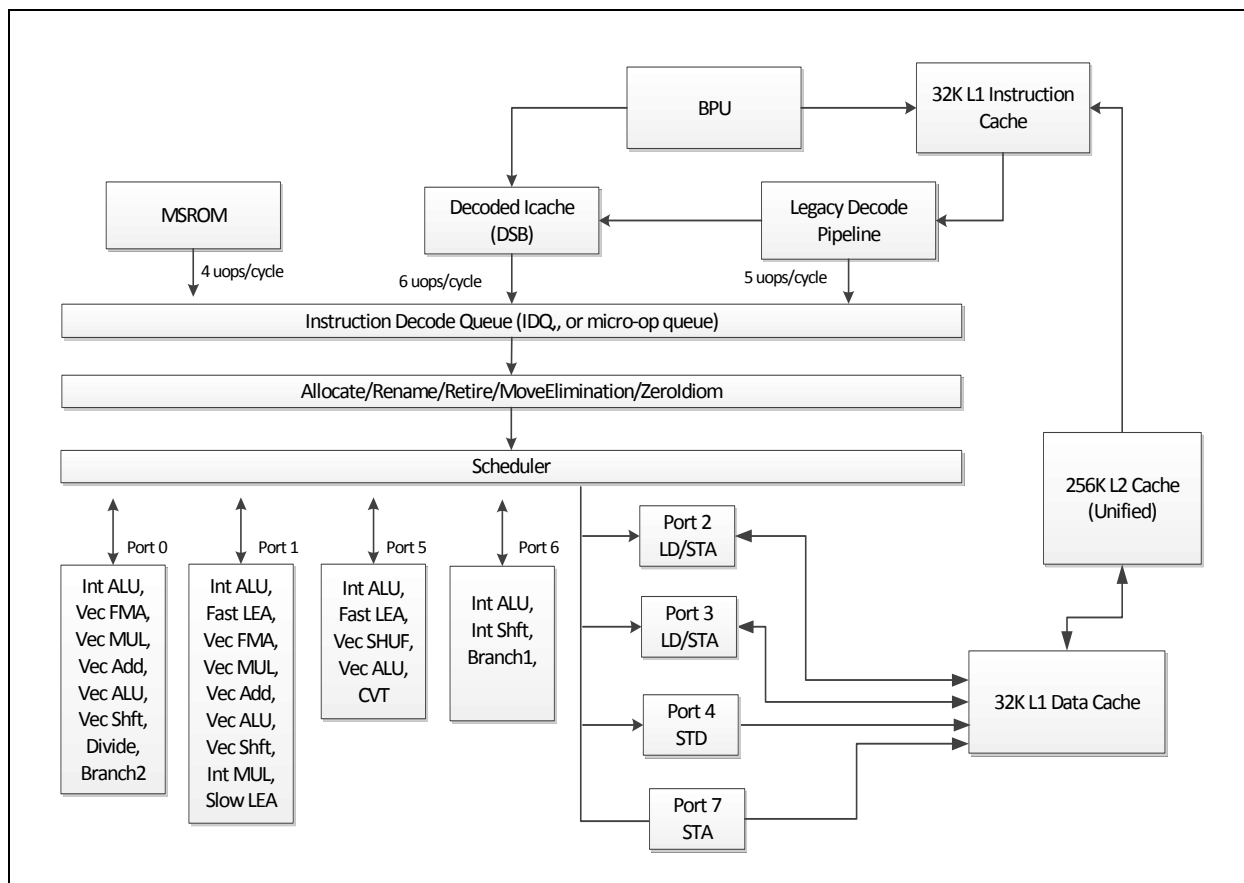 BPU
32K L1 Instruction
Cache
MSROM
Decoded Icache
(DSB)
Legacy Decode
Pipeline
4 uops/cycle
6 uops/cycle
5 uops/cycle
Instruction Decode Queue (IDQ,, or micro-op queue)
Allocate/Rename/Retire/MoveElimination/ZeroIdiom
Scheduler
256K L2 Cache
(Unified)
Port 0
Int ALU,
Vec FMA,
Vec MUL,
Vec Add,
Vec ALU,
Vec Shft,
Divide,
Branch2
Port 1
Int ALU,
Fast LEA,
Vec FMA,
Vec MUL,
Vec Add,
Vec ALU,
Vec Shft,
Int MUL,
Slow LEA
Port 5
Int ALU,
Fast LEA,
Vec SHUF,
Vec ALU,
CVT
Port 6
Int ALU,
Int Shft,
Branch1,
Port 2
LD/STA
Port 3
LD/STA
Port 4
STD
Port 7
STA
32K L1 Data Cache